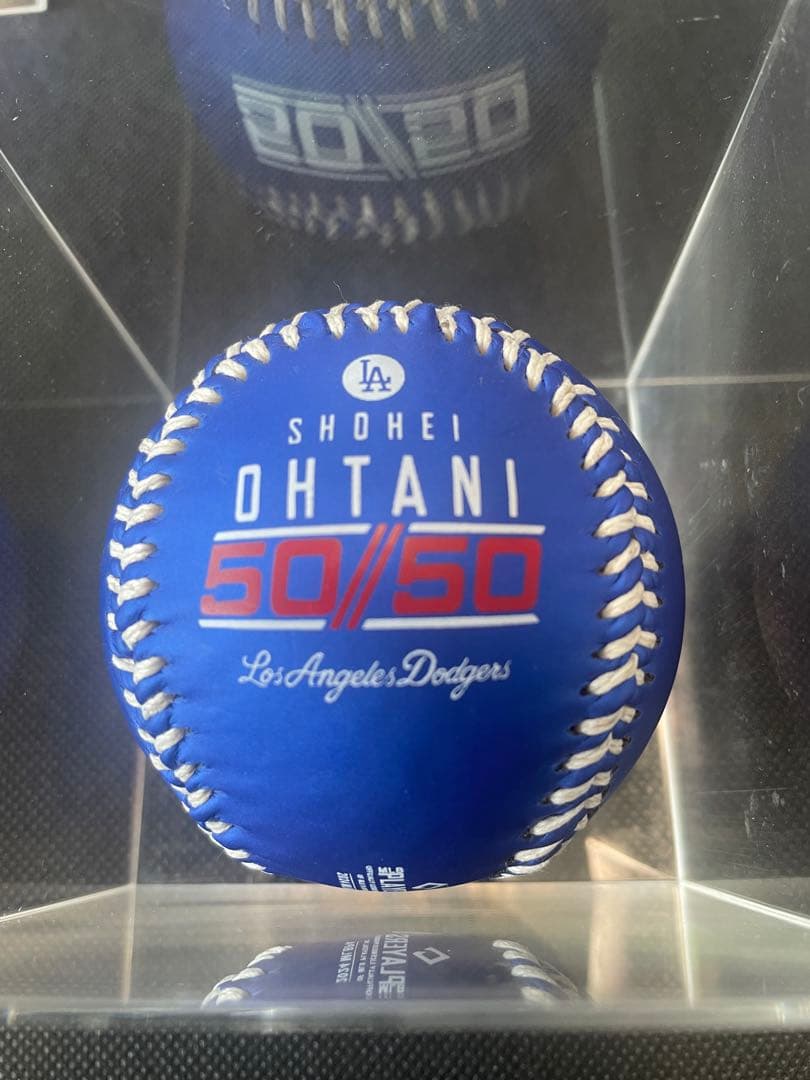 LA
SHOHEI
OHTANI
50//50
Los Angeles Dodgers